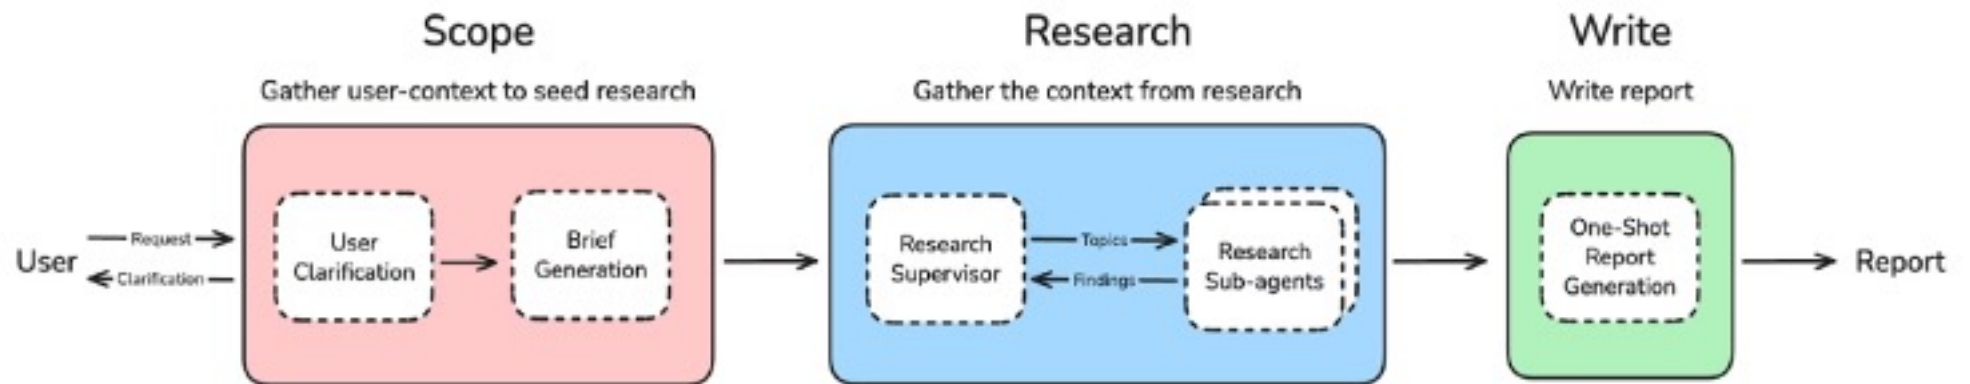 Scope
Gather user-context to seed research
Research
Gather the context from research
Write
Write report
User
Request
Clarification
User
Clarification
Brief
Generation
Research
Supervisor
Topics
Findings
Research
Sub-agents
One-Shot
Report
Generation
Report